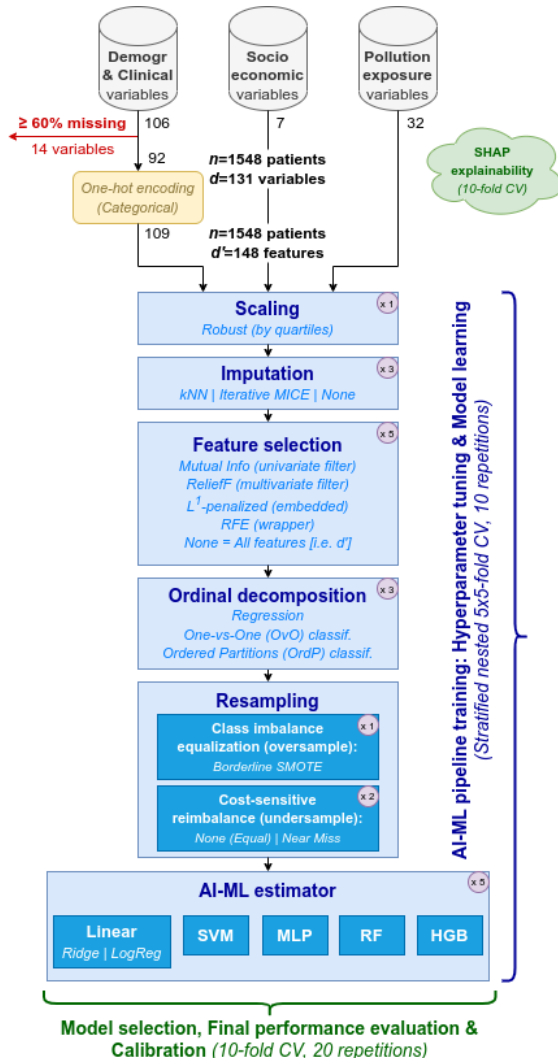 Demogr
& Clinical
variables
Socio
economic
variables
Pollution
exposure
variables
≥ 60% missing
14 variables
106
7
32
92
n=1548 patients
d=131 variables
SHAP
explainability
(10-fold CV)
One-hot encoding
(Categorical)
109
n=1548 patients
d'=148 features
Scaling
x 1
Robust (by quartiles)
Imputation
x 3
kNN | Iterative MICE | None
Feature selection
x 5
Mutual Info (univariate filter)
ReliefF (multivariate filter)
L¹-penalized (embedded)
RFE (wrapper)
None = All features [i.e. d']
Ordinal decomposition
x 3
Regression
One-vs-One (OvO) classif.
Ordered Partitions (OrdP) classif.
Resampling
x 1
Class imbalance
equalization (oversample):
Borderline SMOTE
x 2
Cost-sensitive
reimbalance (undersample):
None (Equal) | Near Miss
AI-ML estimator
x 5
Linear
Ridge | LogReg
SVM
MLP
RF
HGB
AI-ML pipeline training: Hyperparameter tuning & Model learning
(Stratified nested 5x5-fold CV, 10 repetitions)
Model selection, Final performance evaluation &
Calibration (10-fold CV, 20 repetitions)